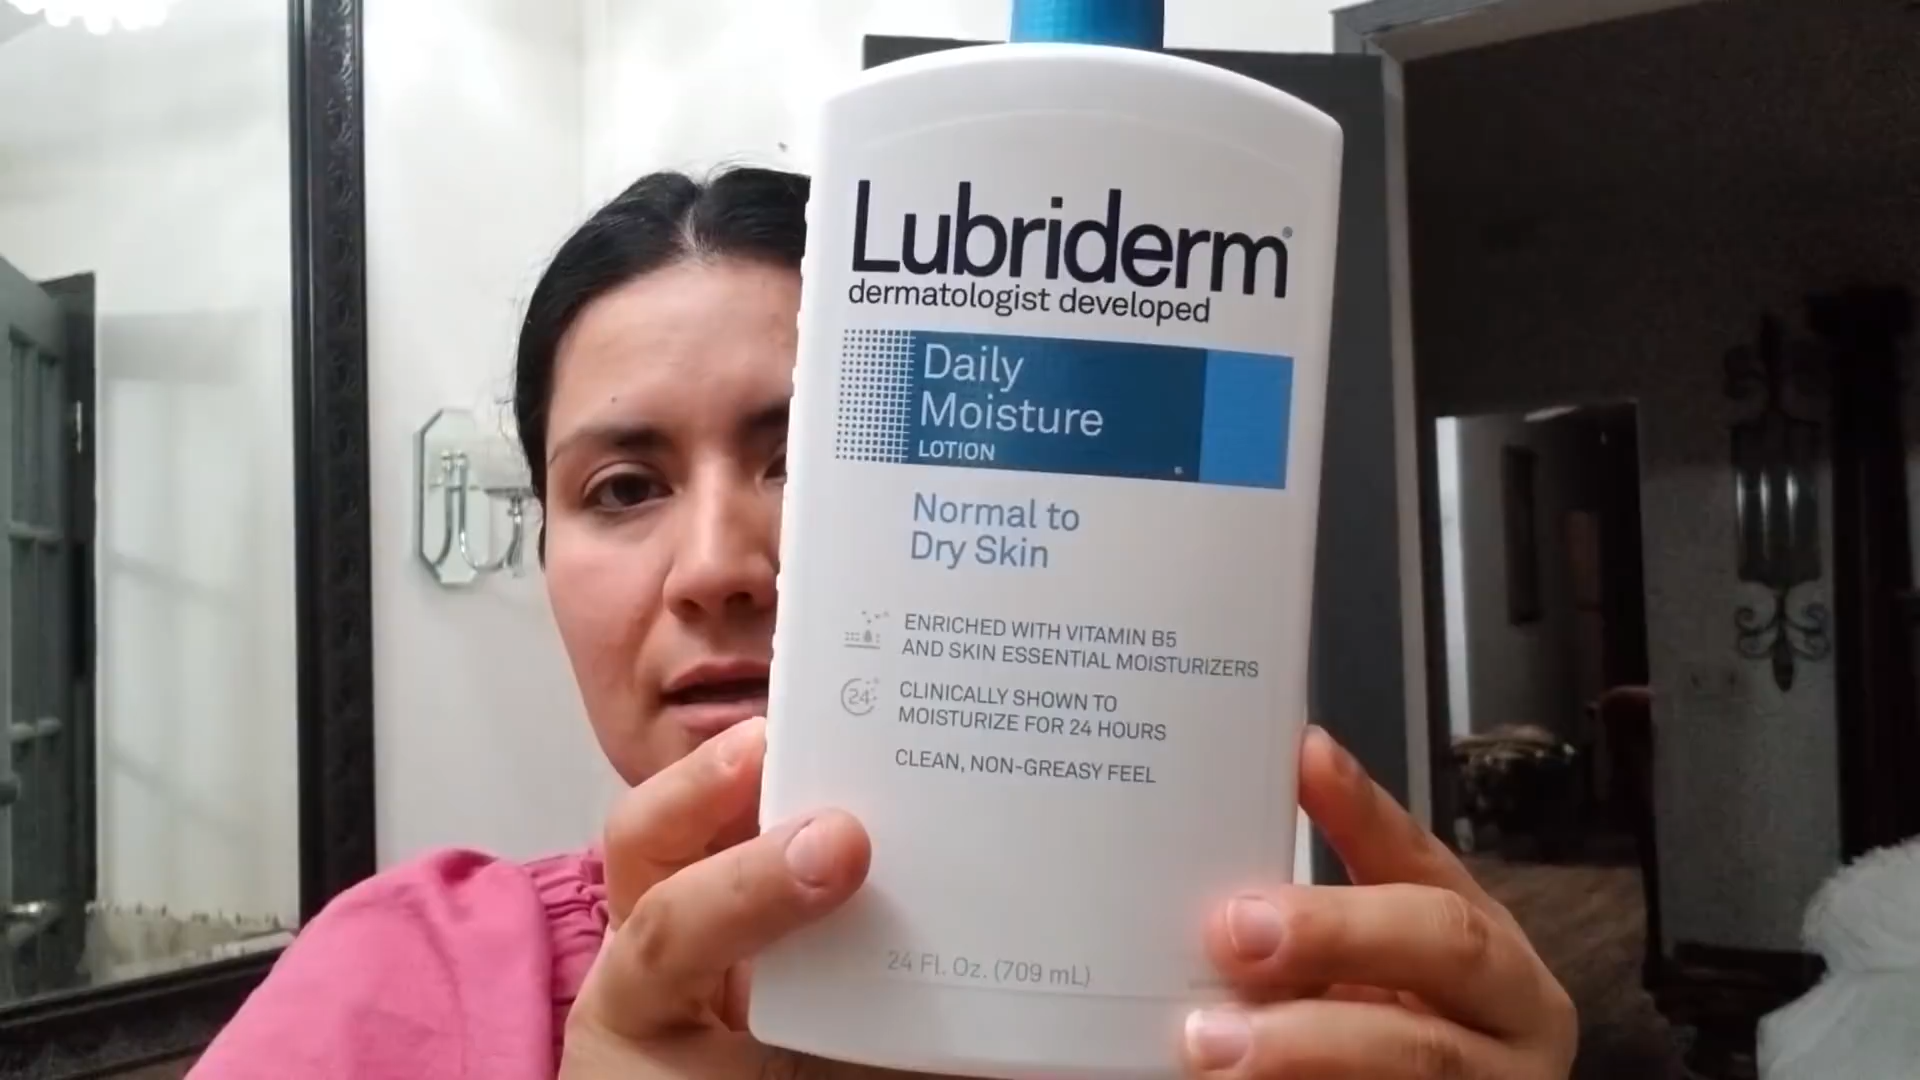 Lubriderm®
dermatologist developed
Daily
Moisture
LOTION
Normal to
Dry Skin
ENRICHED WITH VITAMIN B5
AND SKIN ESSENTIAL MOISTURIZERS
24
CLINICALLY SHOWN TO
MOISTURIZE FOR 24 HOURS
CLEAN, NON-GREASY FEEL
24 Fl. Oz. (709 mL)